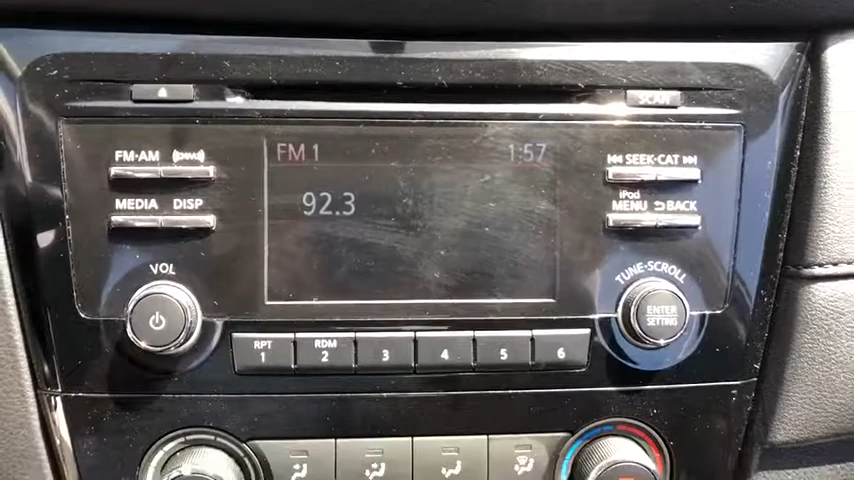 SCAN
FM·AM
SEEK·CAT
FM 1 1:57
92.3
MEDIA DISP
iPod
MENU BACK
VOL
TUNE·SCROLL
ENTER
SETTING
RPT RDM
1 2 3 4 5 6